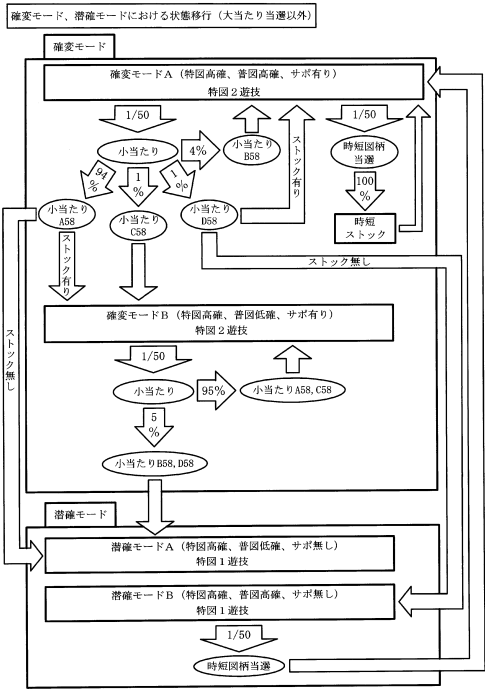 確変モード、潜確モードにおける状態移行（大当たり当選以外）
確変モード
確変モードＡ（特図高確、普図高確、サポ有り）
特図２遊技
1/50
1/50
小当たり
4%
小当たり
B58
時短図柄
当選
94%
1%
1%
ストック有り
100%
小当たり
A58
小当たり
C58
小当たり
D58
時短
ストック
ストック有り
ストック無し
ストック無し
確変モードＢ（特図高確、普図低確、サポ有り）
特図２遊技
1/50
小当たり
95%
小当たりA58,C58
5%
小当たりB58,D58
潜確モード
潜確モードＡ（特図高確、普図低確、サポ無し）
特図１遊技
潜確モードＢ（特図高確、普図高確、サポ無し）
特図１遊技
1/50
時短図柄当選